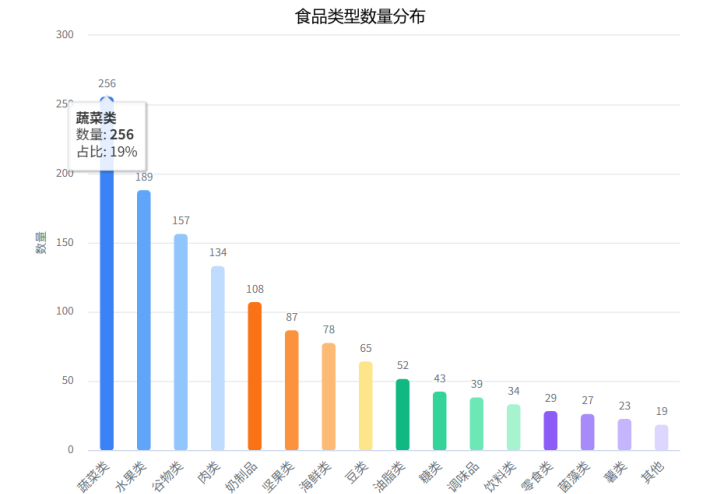 食品类型数量分布
300
250
200
150
100
50
0
数量
256
189
157
134
108
87
78
65
52
43
39
34
29
27
23
19
蔬菜类
数量: 256
占比: 19%
蔬菜类
水果类
谷物类
肉类
奶制品
坚果类
海鲜类
豆类
油脂类
糖类
调味品
饮料类
零食类
菌藻类
薯类
其他